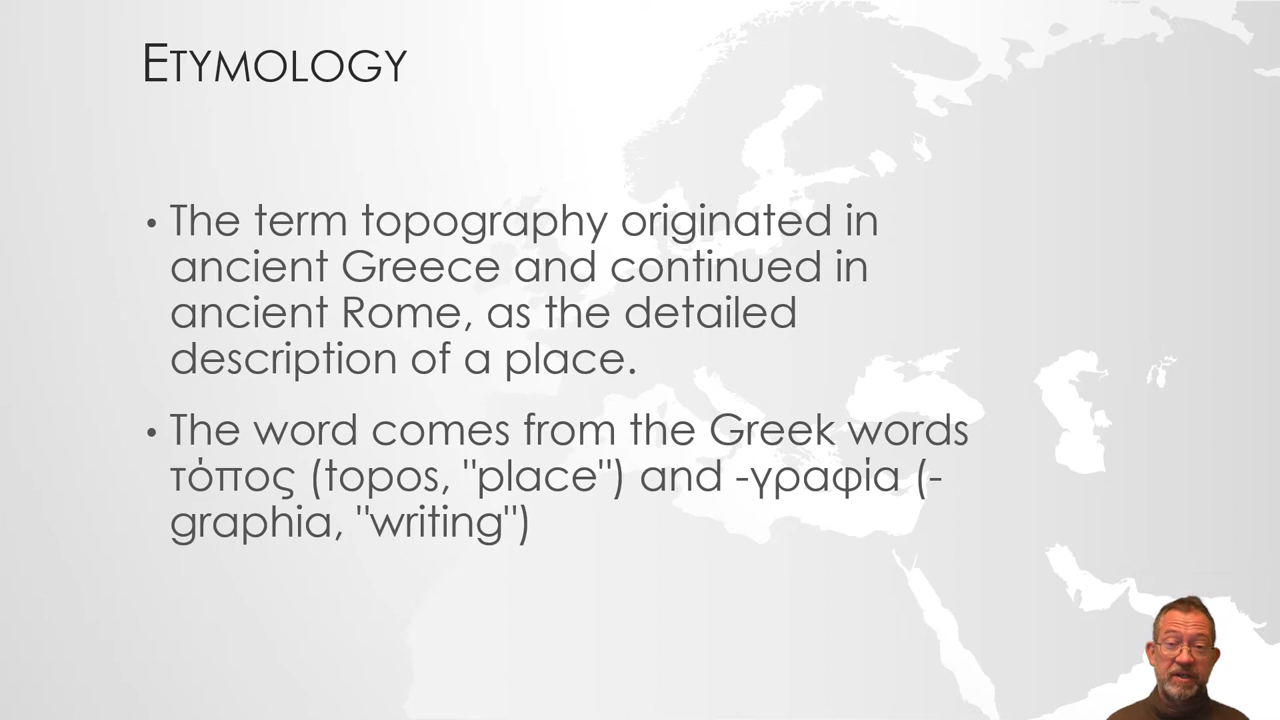 ETYMOLOGY
• The term topography originated in
ancient Greece and continued in
ancient Rome, as the detailed
description of a place.
• The word comes from the Greek words
τόπος (topos, "place") and -γραφία (-
graphia, "writing")